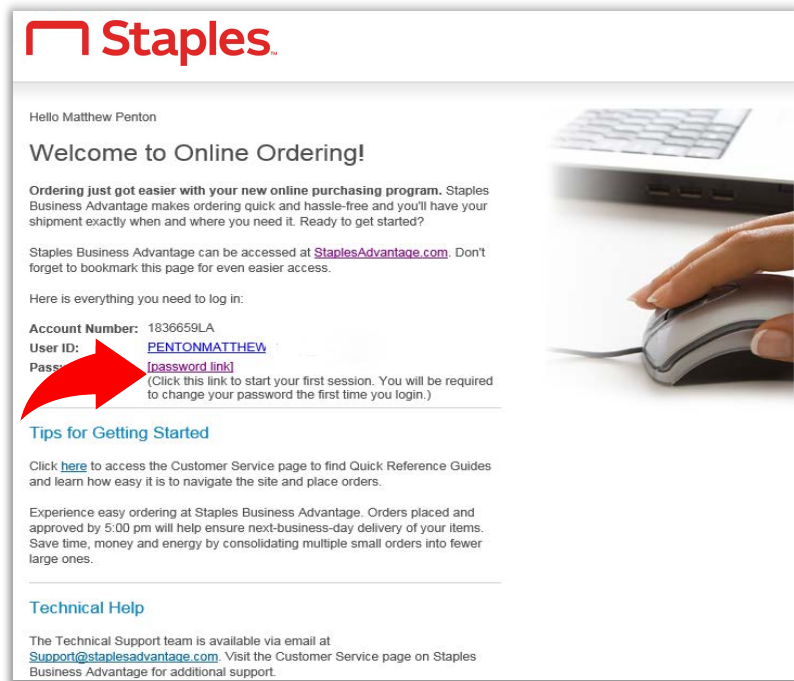 Staples
Hello Matthew Penton
Welcome to Online Ordering!
Ordering just got easier with your new online purchasing program. Staples
Business Advantage makes ordering quick and hassle-free and you'll have your
shipment exactly when and where you need it. Ready to get started?
Staples Business Advantage can be accessed at StaplesAdvantage.com. Don't
forget to bookmark this page for even easier access.
Here is everything you need to log in:
Account Number: 1836659LA
User ID: PENTONMATTHEW
[password link]
(Click this link to start your first session. You will be required
to change your password the first time you login.)
Tips for Getting Started
Click here to access the Customer Service page to find Quick Reference Guides
and learn how easy it is to navigate the site and place orders.
Experience easy ordering at Staples Business Advantage. Orders placed and
approved by 5:00 pm will help ensure next-business-day delivery of your items.
Save time, money and energy by consolidating multiple small orders into fewer
large ones.
Technical Help
The Technical Support team is available via email at
Support@staplesadvantage.com. Visit the Customer Service page on Staples
Business Advantage for additional support.